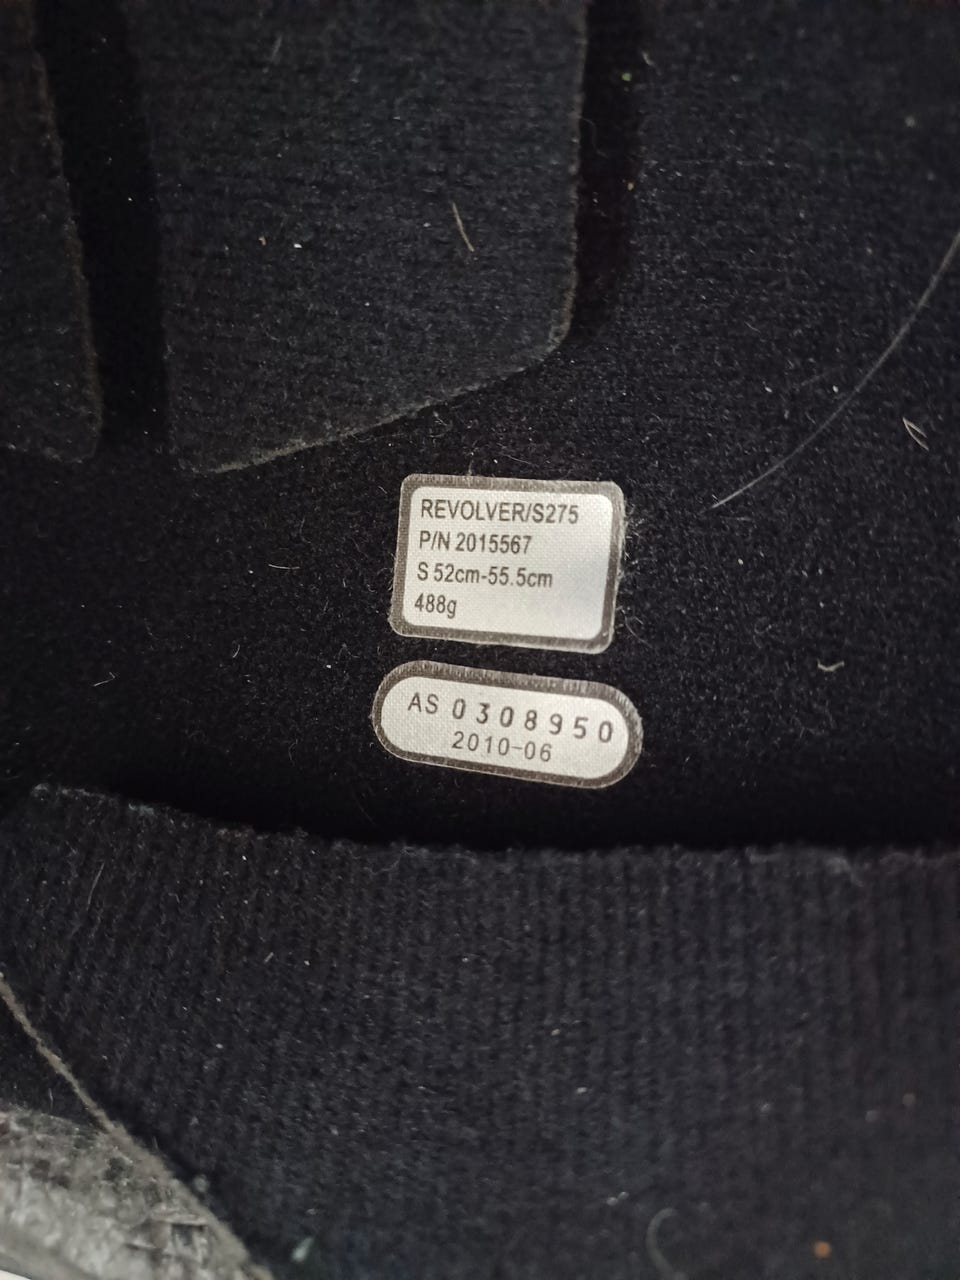 REVOLVER/S275
P/N 2015567
S 52cm-55.5cm
488g
AS 0308950
2010-06